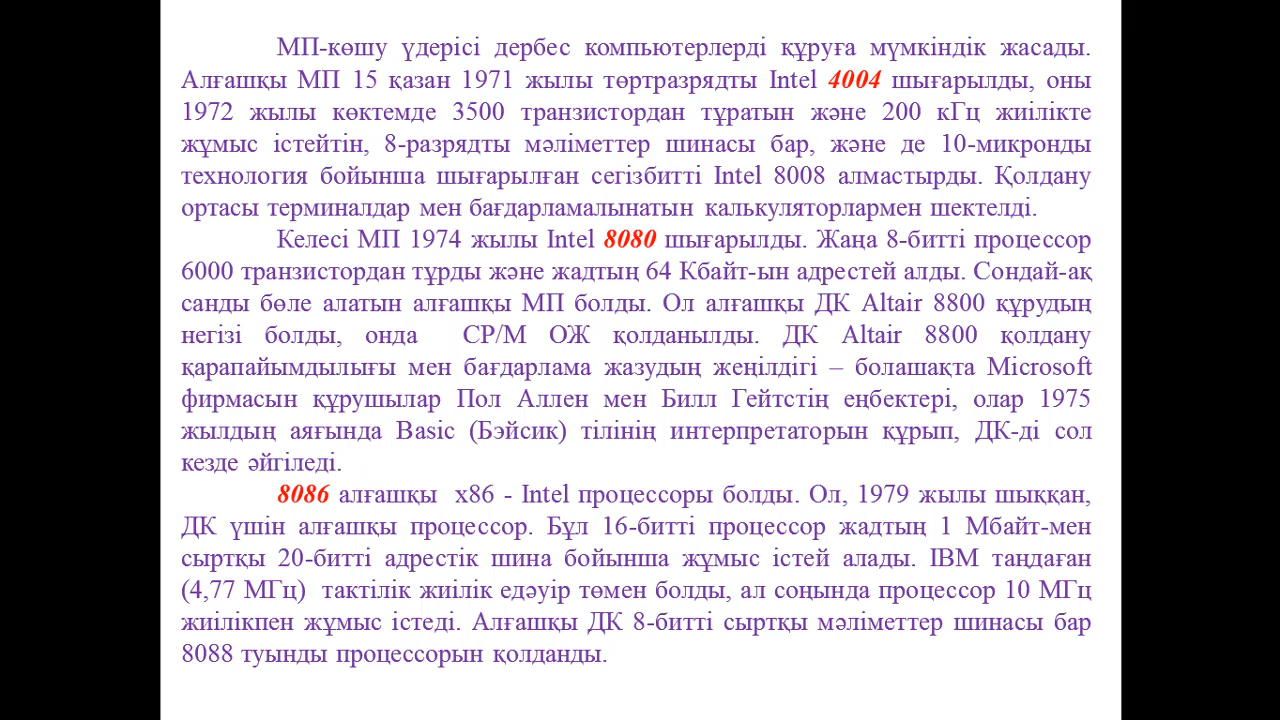 МП-көшу үдерісі дербес компьютерлерді құруға мүмкіндік жасады.
Алғашқы МП 15 қазан 1971 жылы төртразрядты Intel 4004 шығарылды, оны
1972 жылы көктемде 3500 транзистордан тұратын және 200 кГц жиілікте
жұмыс істейтін, 8-разрядты мәліметтер шинасы бар, және де 10-микронды
технология бойынша шығарылған сегізбитті Intel 8008 алмастырды. Қолдану
ортасы терминалдар мен бағдарламалынатын калькуляторлармен шектелді.
Келесі МП 1974 жылы Intel 8080 шығарылды. Жаңа 8-битті процессор
6000 транзистордан тұрды және жадтың 64 Кбайт-ын адрестей алды. Сондай-ақ
санды бөле алатын алғашқы МП болды. Ол алғашқы ДК Altair 8800 құрудың
негізі болды, онда СР/М ОЖ қолданылды. ДК Altair 8800 қолдану
қарапайымдылығы мен бағдарлама жазудың жеңілдігі – болашақта Microsoft
фирмасын құрушылар Пол Аллен мен Билл Гейтстің еңбектері, олар 1975
жылдың аяғында Basic (Бэйсик) тілінің интерпретаторын құрып, ДК-ді сол
кезде әйгіледі.
8086 алғашқы х86 - Intel процессоры болды. Ол, 1979 жылы шыққан,
ДК үшін алғашқы процессор. Бұл 16-битті процессор жадтың 1 Мбайт-мен
сыртқы 20-битті адрестік шина бойынша жұмыс істей алады. IBM таңдаған
(4,77 МГц) тактілік жиілік едәуір төмен болды, ал соңында процессор 10 МГц
жиілікпен жұмыс істеді. Алғашқы ДК 8-битті сыртқы мәліметтер шинасы бар
8088 туынды процессорын қолданды.